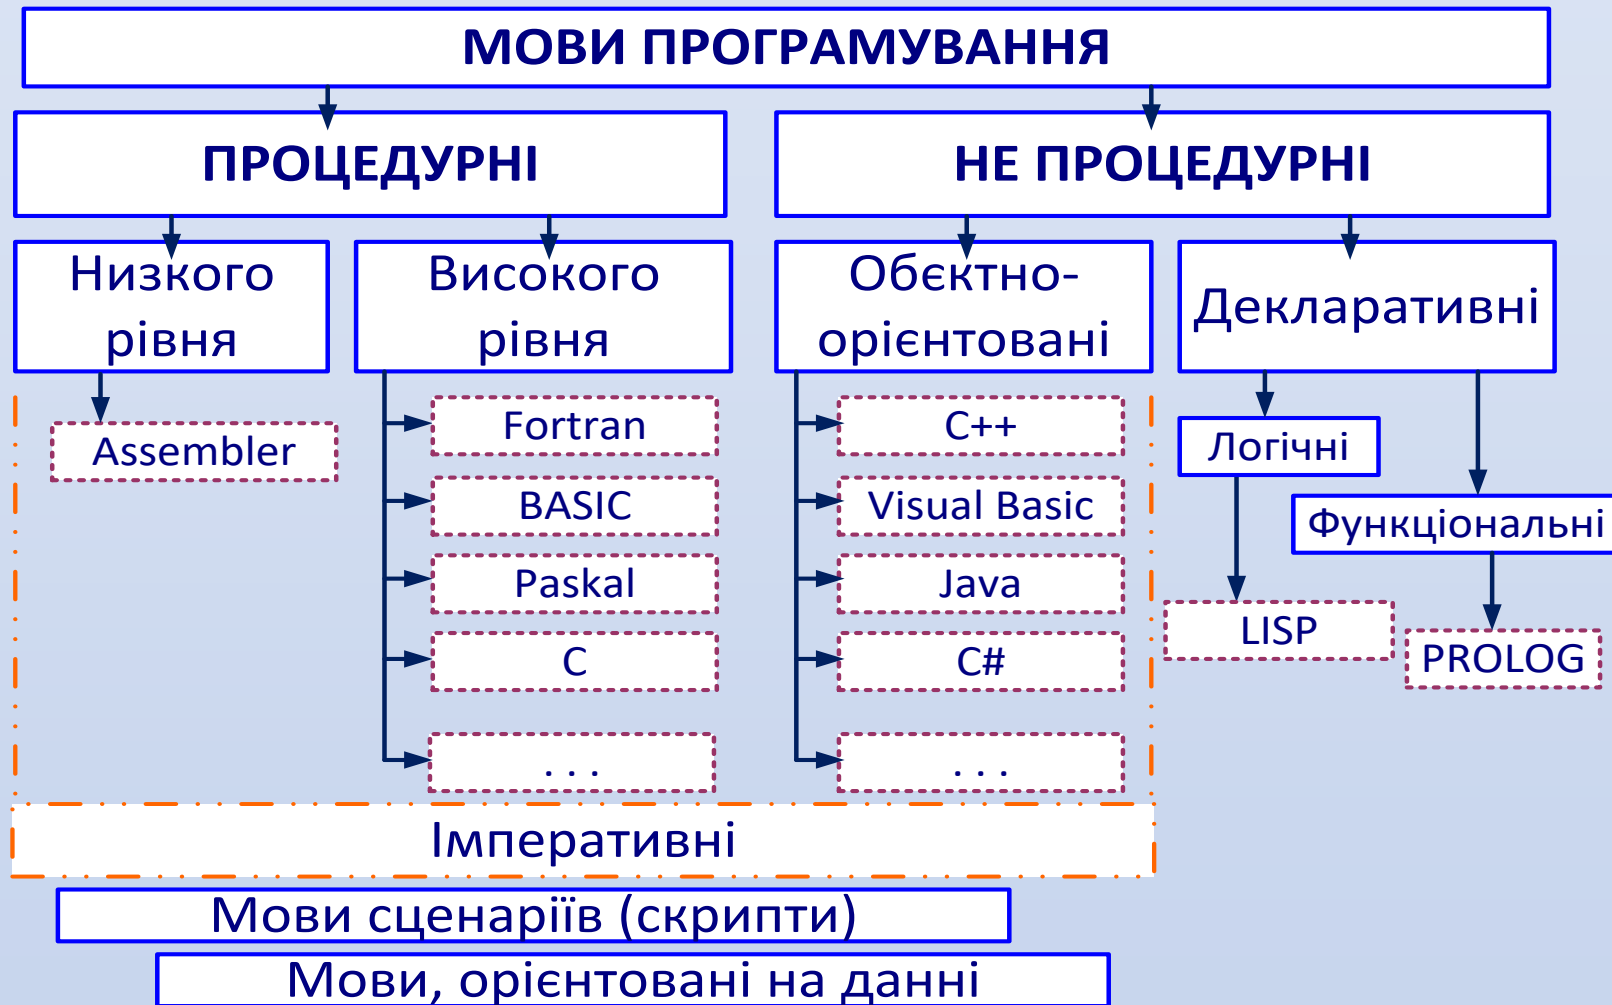 МОВИ ПРОГРАМУВАННЯ
ПРОЦЕДУРНІ
НЕ ПРОЦЕДУРНІ
Низкого
рівня
Високого
рівня
Обєктно-
орієнтовані
Декларативні
Assembler
Fortran
BASIC
Paskal
C
. . .
C++
Visual Basic
Java
C#
. . .
Логічні
Функціональні
LISP
PROLOG
Імперативні
Мови сценаріїв (скрипти)
Мови, орієнтовані на данні